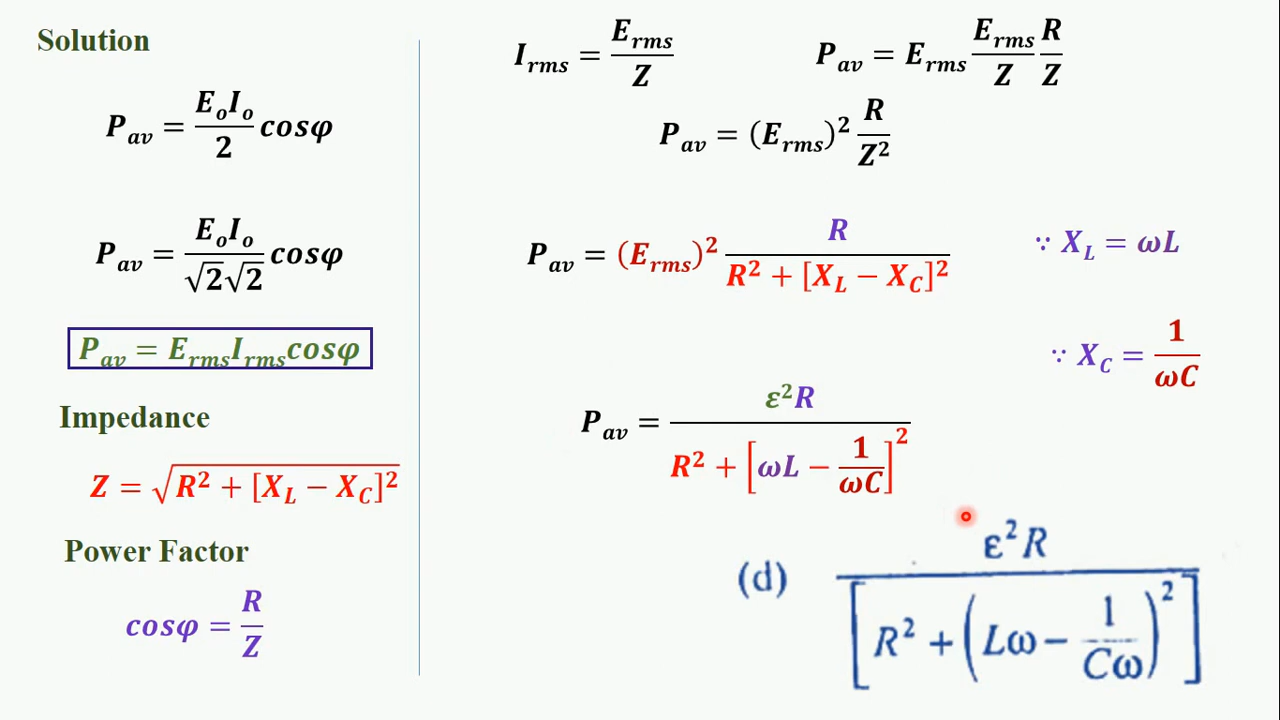 Solution
P_av = E_o I_o / 2 cosφ
P_av = E_o I_o / √2√2 cosφ
P_av = E_rms I_rms cosφ
Impedance
Z = √(R² + [X_L − X_C]²)
Power Factor
cosφ = R / Z
I_rms = E_rms / Z
P_av = E_rms E_rms / Z R / Z
P_av = (E_rms)² R / Z²
P_av = (E_rms)² R / R² + [X_L − X_C]²
∵ X_L = ωL
∵ X_C = 1 / ωC
P_av = ε²R / R² + [ωL − 1 / ωC]²
(d) ε²R / [R² + (Lω − 1 / Cω)²]